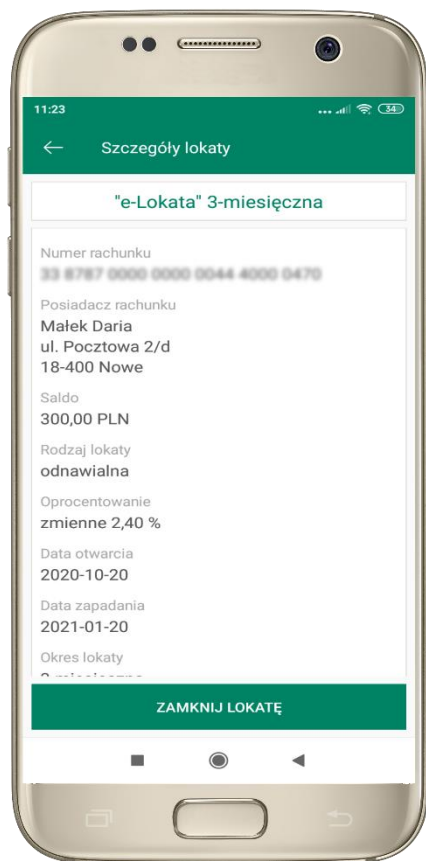 11:23
34
Szczegóły lokaty
"e-Lokata" 3-miesięczna
Numer rachunku
Posiadacz rachunku
Małek Daria
ul. Pocztowa 2/d
18-400 Nowe
Saldo
300,00 PLN
Rodzaj lokaty
odnawialna
Oprocentowanie
zmienne 2,40 %
Data otwarcia
2020-10-20
Data zapadania
2021-01-20
Okres lokaty
ZAMKNIJ LOKATĘ